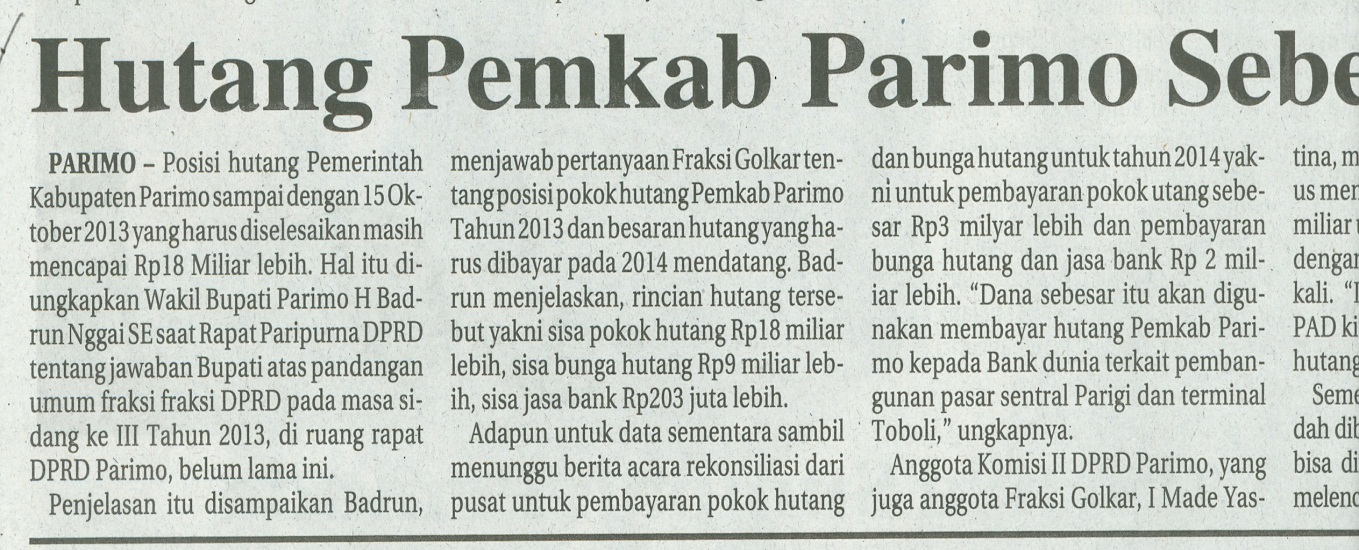 Hutang Pemkab Parimo Sebe
PARIMO – Posisi hutang Pemerintah
Kabupaten Parimo sampai dengan 15 Ok-
tober 2013 yang harus diselesaikan masih
mencapai Rp18 Miliar lebih. Hal itu di-
ungkapkan Wakil Bupati Parimo H Bad-
run Nggai SE saat Rapat Paripurna DPRD
tentang jawaban Bupati atas pandangan
umum fraksi fraksi DPRD pada masa si-
dang ke III Tahun 2013, di ruang rapat
DPRD Parimo, belum lama ini.
Penjelasan itu disampaikan Badrun,
menjawab pertanyaan Fraksi Golkar ten-
tang posisi pokok hutang Pemkab Parimo
Tahun 2013 dan besaran hutang yang ha-
rus dibayar pada 2014 mendatang. Bad-
run menjelaskan, rincian hutang terse-
but yakni sisa pokok hutang Rp18 miliar
lebih, sisa bunga hutang Rp9 miliar leb-
ih, sisa jasa bank Rp203 juta lebih.
Adapun untuk data sementara sambil
menunggu berita acara rekonsiliasi dari
pusat untuk pembayaran pokok hutang
dan bunga hutang untuk tahun 2014 yak-
ni untuk pembayaran pokok utang sebe-
sar Rp3 milyar lebih dan pembayaran
bunga hutang dan jasa bank Rp 2 mil-
iar lebih. “Dana sebesar itu akan digu-
nakan membayar hutang Pemkab Pari-
mo kepada Bank dunia terkait pemban-
gunan pasar sentral Parigi dan terminal
Toboli,” ungkapnya.
Anggota Komisi II DPRD Parimo, yang
juga anggota Fraksi Golkar, I Made Yas-
tina, m
us mer
miliar
dengan
kali. “I
PAD ki
hutang
Seme
dah dib
bisa di
melenc